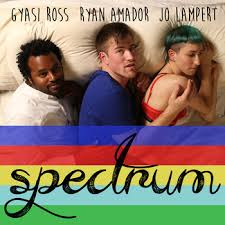 GYASI ROSS RYAN AMADOR JO LAMPERT
spectrum